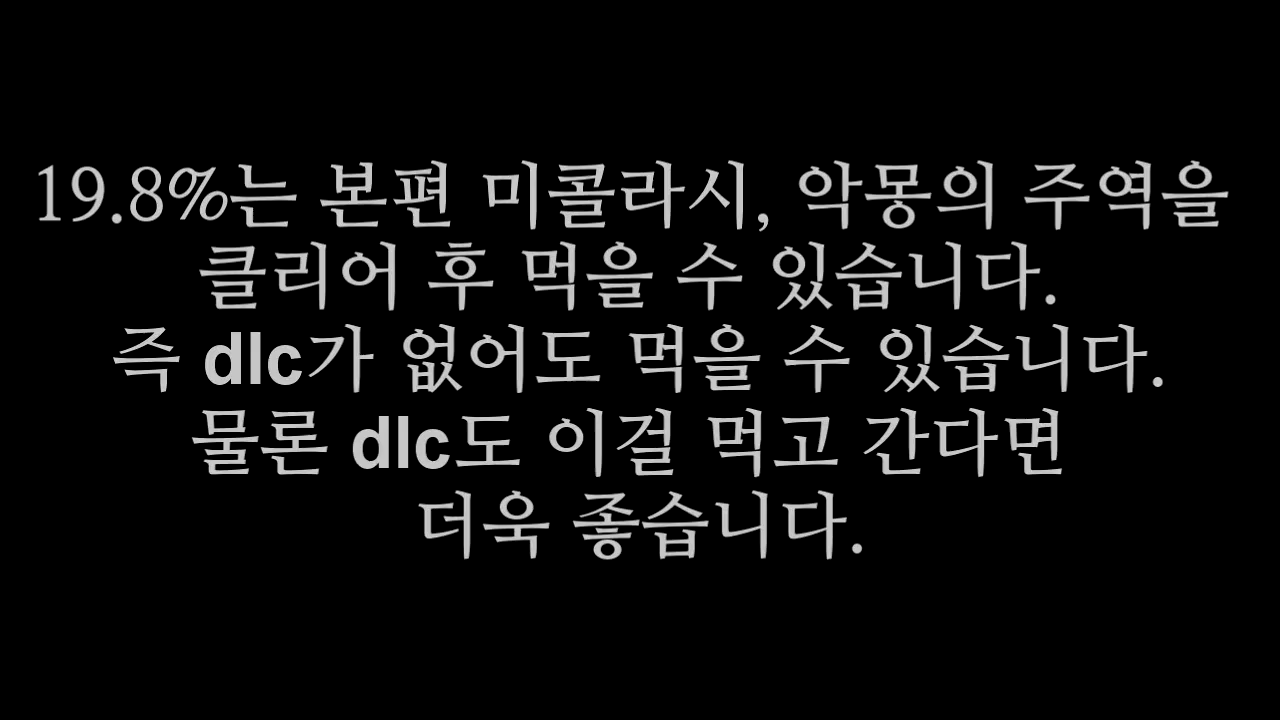 19.8%는 본편 미콜라시, 악몽의 주역을
클리어 후 먹을 수 있습니다.
즉 dlc가 없어도 먹을 수 있습니다.
물론 dlc도 이걸 먹고 간다면
더욱 좋습니다.